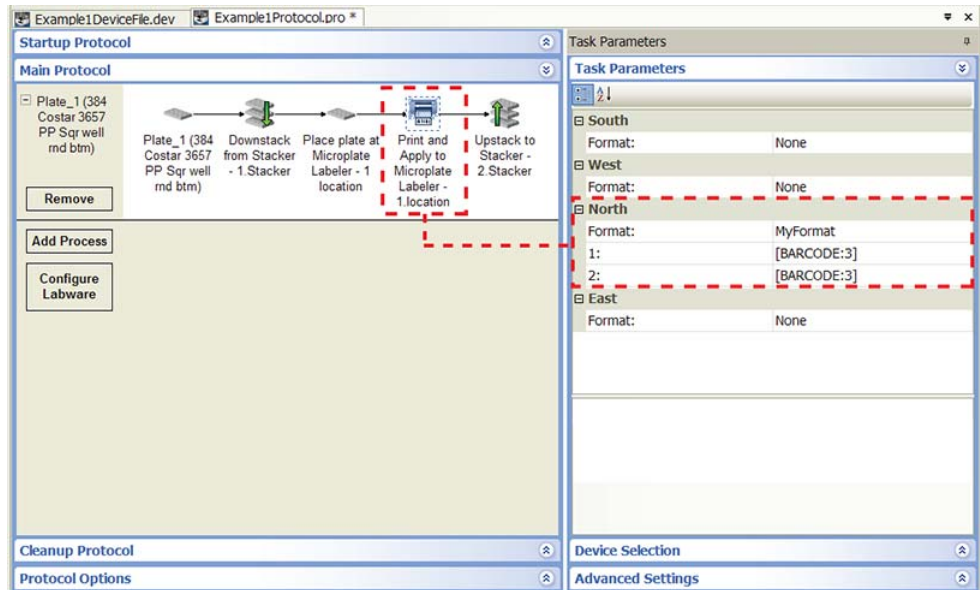 Example1DeviceFile.dev
Example1Protocol.pro *
Startup Protocol
Main Protocol
Plate_1 (384
Costar 3657
PP Sqr well
rnd btm)
Remove
Plate_1 (384
Costar 3657
PP Sqr well
rnd btm)
Downstack
from Stacker
- 1.Stacker
Place plate at
Microplate
Labeler - 1
location
Print and
Apply to
Microplate
Labeler -
1.location
Upstack to
Stacker -
2.Stacker
Add Process
Configure
Labware
Cleanup Protocol
Protocol Options
Task Parameters
Task Parameters
South
Format: None
West
Format: None
North
Format: MyFormat
1: [BARCODE:3]
2: [BARCODE:3]
East
Format: None
Device Selection
Advanced Settings